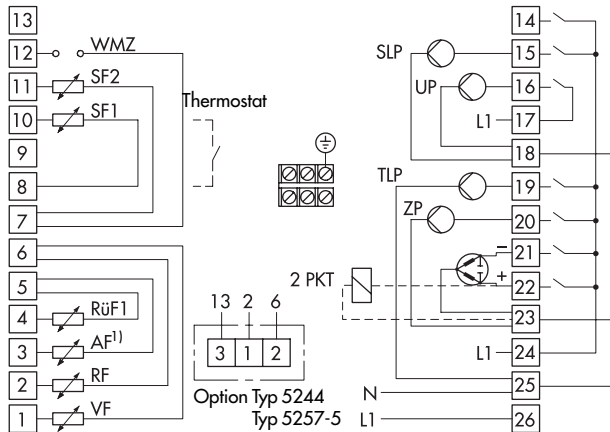 13
12 WMZ
11 SF2
10 SF1
9
8
7
6
5
4 RüF1
3 AF1)
2 RF
1 VF
Thermostat
13 2 6
3 1 2
Option Typ 5244
Typ 5257-5
14
SLP 15
UP 16
L1 17
18
TLP 19
ZP 20
− 21
2 PKT + 22
23
L1 24
N 25
L1 26